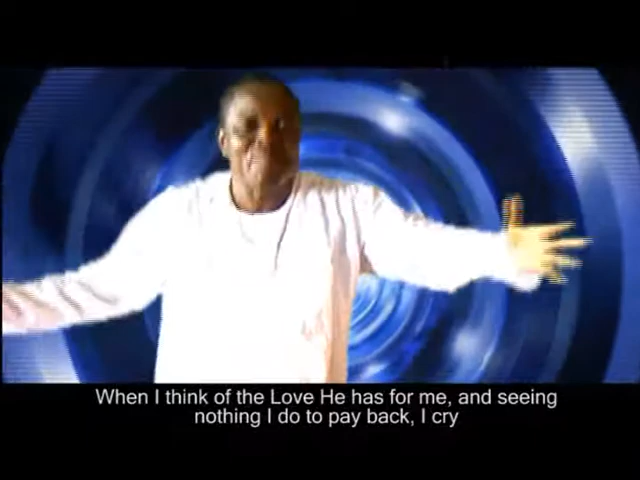 When I think of the Love He has for me, and seeing
nothing I do to pay back, I cry